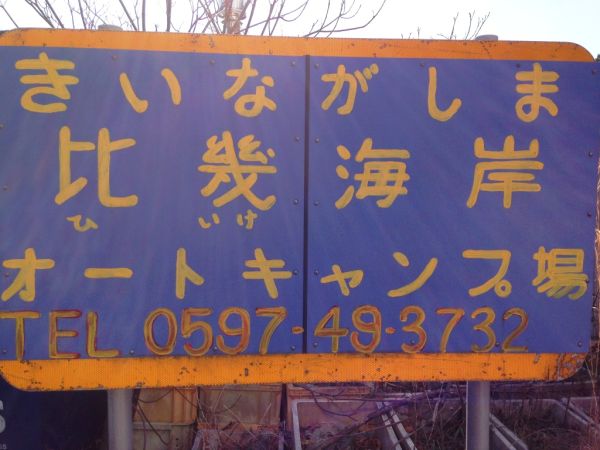 きいながしま
比幾海岸
ひいけ
オートキャンプ場
TEL 0597-49-3732